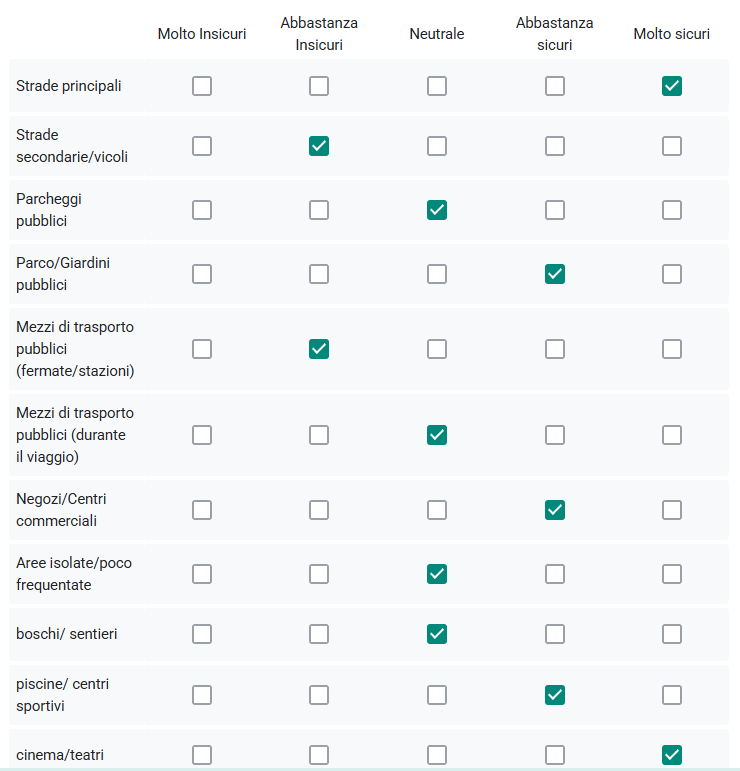 Molto Insicuri
Abbastanza
Insicuri
Neutrale
Abbastanza
sicuri
Molto sicuri
Strade principali
Strade
secondarie/vicoli
Parcheggi
pubblici
Parco/Giardini
pubblici
Mezzi di trasporto
pubblici
(fermate/stazioni)
Mezzi di trasporto
pubblici (durante
il viaggio)
Negozi/Centri
commerciali
Aree isolate/poco
frequentate
boschi/ sentieri
piscine/ centri
sportivi
cinema/teatri